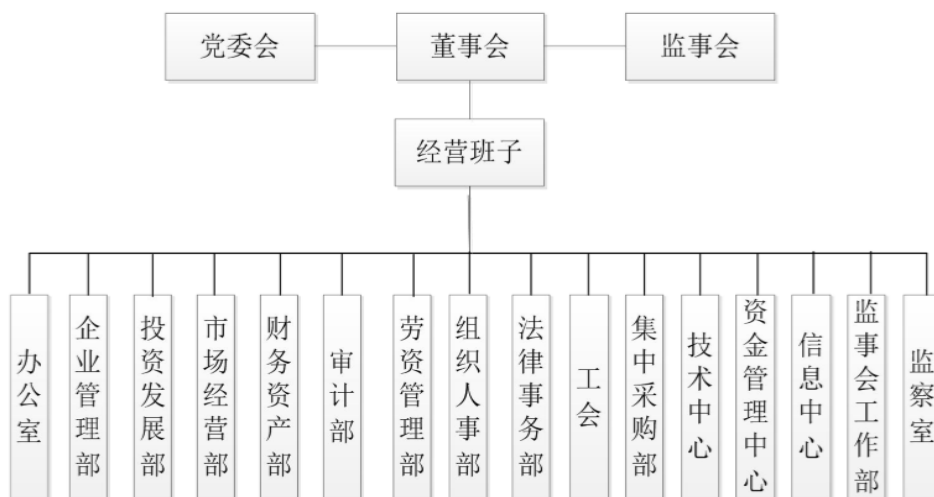 党委会
董事会
监事会
经营班子
办公室
企业管理部
投资发展部
市场经营部
财务资产部
审计部
劳资管理部
组织人事部
法律事务部
工会
集中采购部
技术中心
资金管理中心
信息中心
监事会工作部
监察室